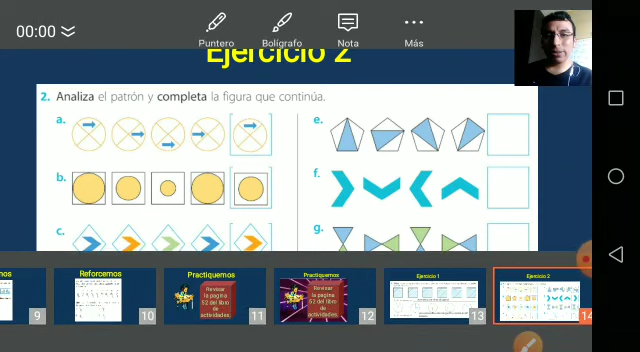 00:00
Puntero
Bolígrafo
Nota
Más
Ejercicio 2
2. Analiza el patrón y completa la figura que continúa.
a.
e.
b.
f.
c.
g.
9
Reforcemos
10
Practiquemos
Revisar
la pagina
52 del libro
de
actividades.
11
Practiquemos
Revisar
la pagina
52 del libro
de
actividades.
12
Ejercicio 1
13
Ejercicio 2
14